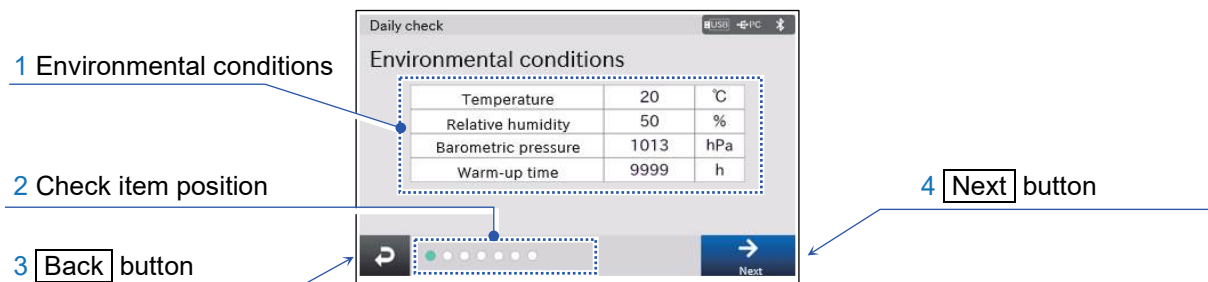 Daily check
USB PC
Environmental conditions
1 Environmental conditions
Temperature 20 ℃
Relative humidity 50 %
Barometric pressure 1013 hPa
Warm-up time 9999 h
2 Check item position
4 Next button
3 Back button
Next